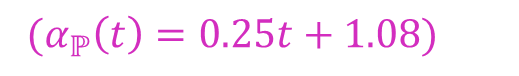 (α_ℙ(t) = 0.25t + 1.08)